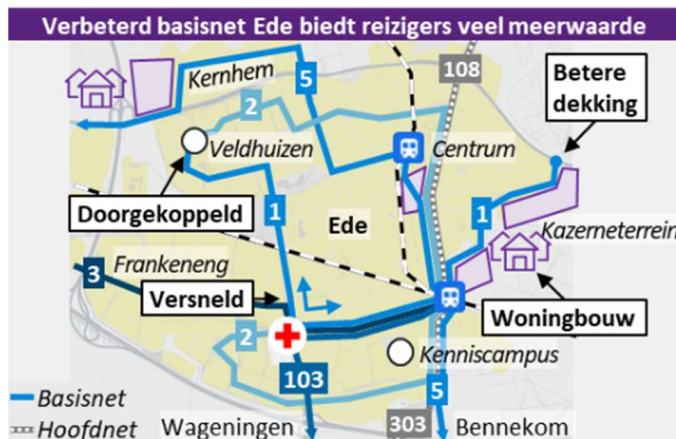 Verbeterd basisnet Ede biedt reizigers veel meerwaarde
Kernhem
5
108
Betere
dekking
2
Veldhuizen
Centrum
Doorgekoppeld
1
Ede
1
Kazerneterrein
3
Frankeneng
Versneld
Woningbouw
2
Kenniscampus
103
5
Basisnet
Hoofdnet
Wageningen
303
Bennekom